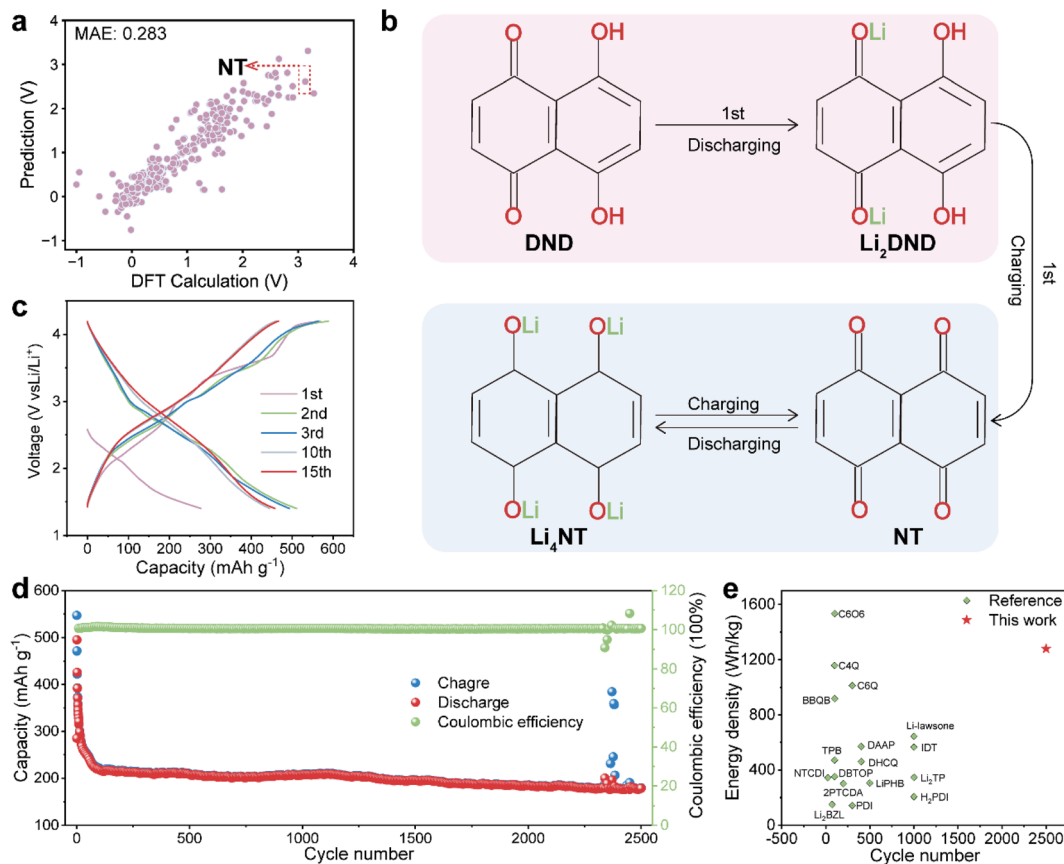 a
MAE: 0.283
NT
Prediction (V)
4
3
2
1
0
−1
−1 0 1 2 3 4
DFT Calculation (V)
b
O OLi
OH OH
1st
Discharging
O OLi
OH OH
DND
Li₂DND
1st
Charging
OLi OLi
O O
Charging
Discharging
OLi OLi
O O
Li₄NT
NT
c
Voltage (V vsLi/Li⁺)
4
3
2
1
1st
2nd
3rd
10th
15th
0 100 200 300 400 500 600
Capacity (mAh g⁻¹)
d
Capacity (mAh g⁻¹)
600
500
400
300
200
100
Chagre
Discharge
Coulombic efficiency
120
100
80
60
40
20
0
Coulombic efficiency (100%)
0 500 1000 1500 2000 2500
Cycle number
e
Energy density (Wh/kg)
1600
1200
800
400
0
Reference
This work
C6O6
C4Q
C6Q
BBQB
Li-lawsone
TPB
DAAP
IDT
DHCQ
NTCDI
DBTOP
LiPHB
Li₂TP
2PTCDA
H₂PDI
Li₂BZL
PDI
-500 0 500 1000 1500 2000 2500
Cycle number